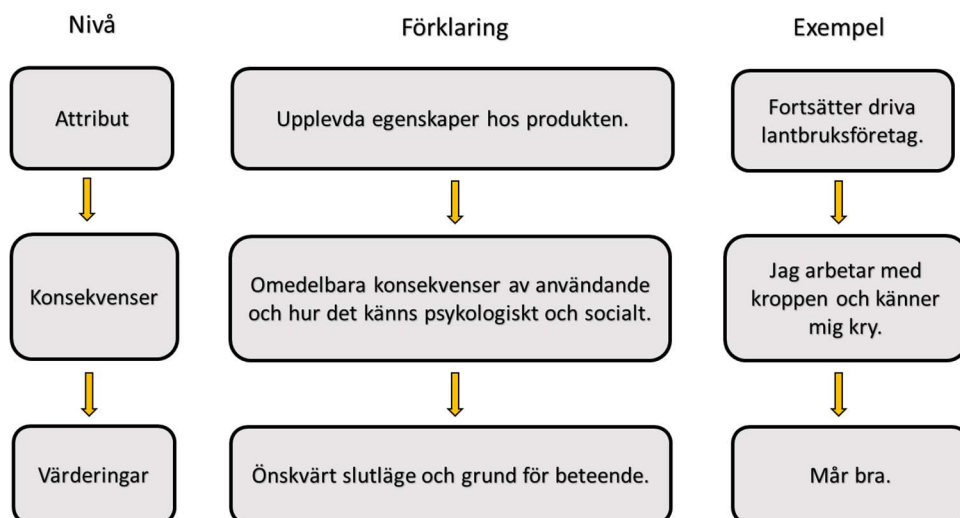 Nivå
Förklaring
Exempel
Attribut
Upplevda egenskaper hos produkten.
Fortsätter driva
lantbruksföretag.
Konsekvenser
Omedelbara konsekvenser av användande
och hur det känns psykologiskt och socialt.
Jag arbetar med
kroppen och känner
mig kry.
Värderingar
Önskvärt slutläge och grund för beteende.
Mår bra.